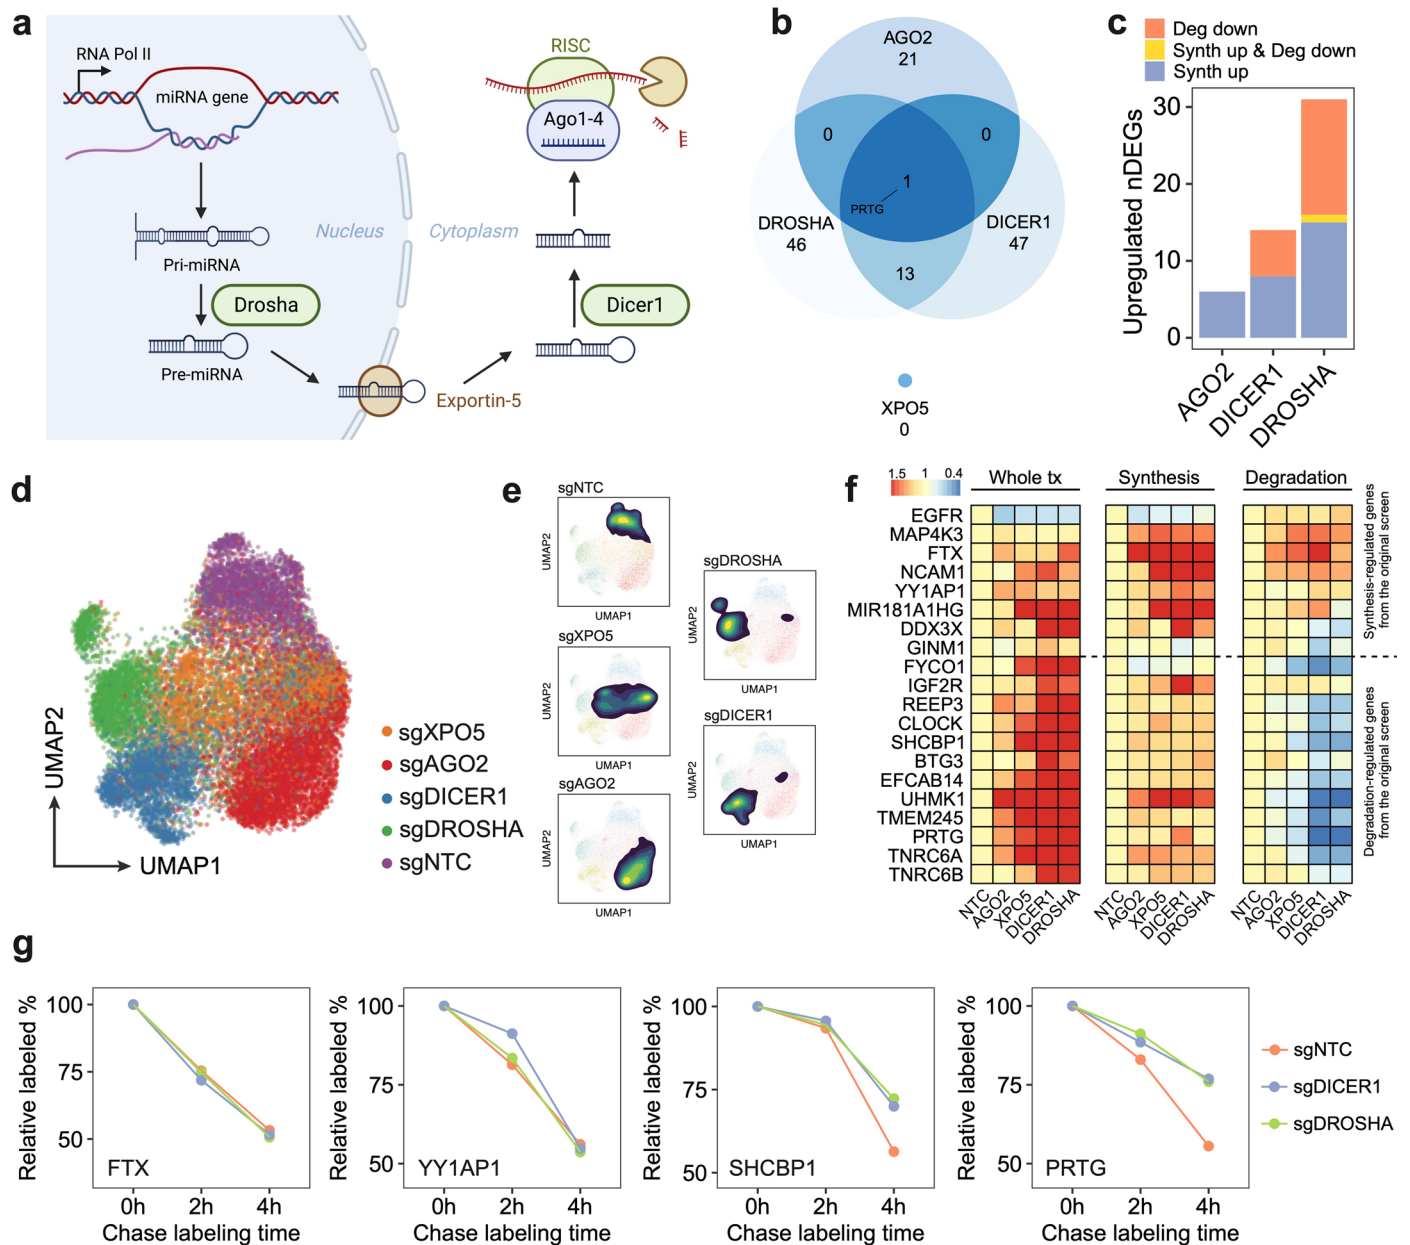 a
RNA Pol II
miRNA gene
Pri-miRNA
Drosha
Pre-miRNA
Nucleus
Cytoplasm
Exportin-5
RISC
Ago1-4
Dicer1
b
AGO2
21
0
0
1
PRTG
DROSHA
46
DICER1
47
13
XPO5
0
c
Deg down
Synth up & Deg down
Synth up
Upregulated nDEGs
30
20
10
0
AGO2
DICER1
DROSHA
d
UMAP2
UMAP1
sgXPO5
sgAGO2
sgDICER1
sgDROSHA
sgNTC
e
sgNTC
UMAP2
UMAP1
sgXPO5
UMAP2
UMAP1
sgAGO2
UMAP2
UMAP1
sgDROSHA
UMAP2
UMAP1
sgDICER1
UMAP2
UMAP1
f
1.5 1 0.4
Whole tx
Synthesis
Degradation
EGFR
MAP4K3
FTX
NCAM1
YY1AP1
MIR181A1HG
DDX3X
GINM1
FYCO1
IGF2R
REEP3
CLOCK
SHCBP1
BTG3
EFCAB14
UHMK1
TMEM245
PRTG
TNRC6A
TNRC6B
NTC
AGO2
XPO5
DICER1
DROSHA
NTC
AGO2
XPO5
DICER1
DROSHA
NTC
AGO2
XPO5
DICER1
DROSHA
Synthesis-regulated genes
from the original screen
Degradation-regulated genes
from the original screen
g
Relative labeled %
100
75
50
FTX
0h 2h 4h
Chase labeling time
Relative labeled %
100
75
50
YY1AP1
0h 2h 4h
Chase labeling time
Relative labeled %
100
75
50
SHCBP1
0h 2h 4h
Chase labeling time
Relative labeled %
100
75
50
PRTG
0h 2h 4h
Chase labeling time
sgNTC
sgDICER1
sgDROSHA